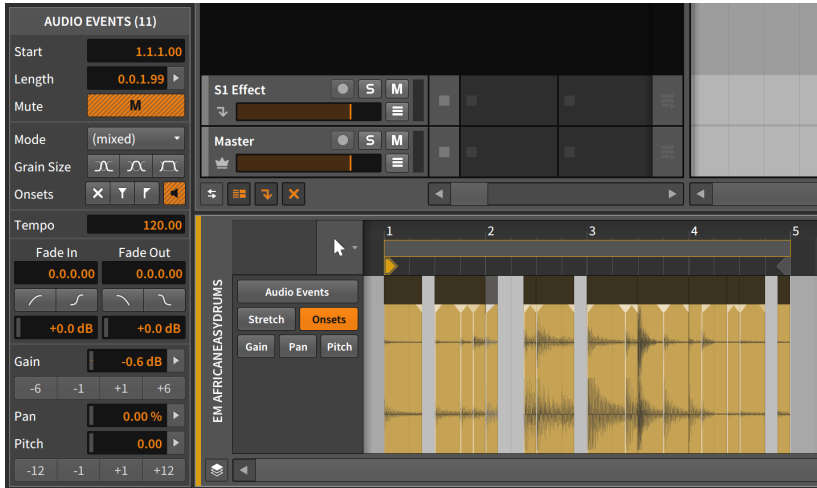 AUDIO EVENTS (11)
Start 1.1.1.00
Length 0.0.1.99
Mute M
Mode (mixed)
Grain Size
Onsets
Tempo 120.00
Fade In Fade Out
0.0.0.00 0.0.0.00
+0.0 dB +0.0 dB
Gain -0.6 dB
-6 -1 +1 +6
Pan 0.00 %
Pitch 0.00
-12 -1 +1 +12
S1 Effect S M
Master S M
1 2 3 4 5
EM AFRICANEASYDRUMS
Audio Events
Stretch Onsets
Gain Pan Pitch